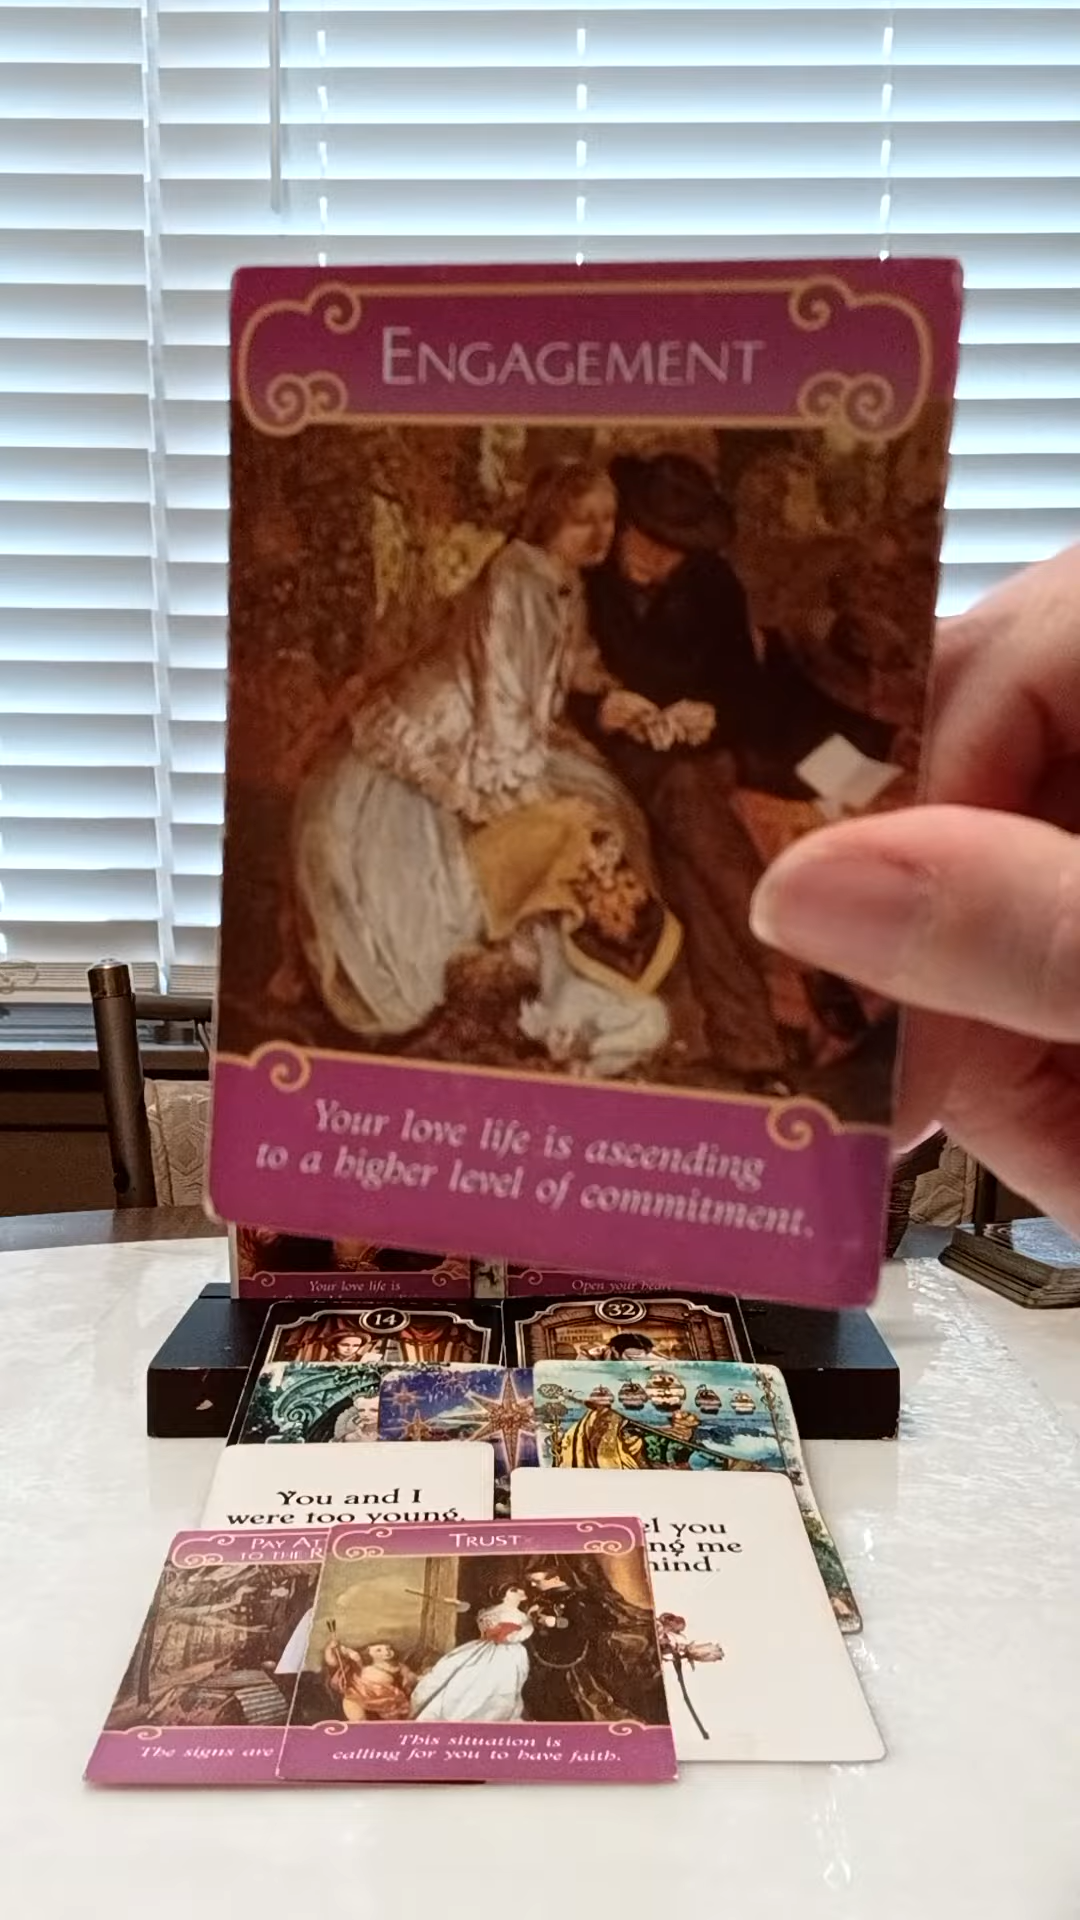 ENGAGEMENT
Your love life is ascending
to a higher level of commitment.
Your love life is
Open your heart
14
32
You and I
were too young.
el you
ng me
mind.
PAY AT
TO THE R
TRUST
The signs are
This situation is
calling for you to have faith.